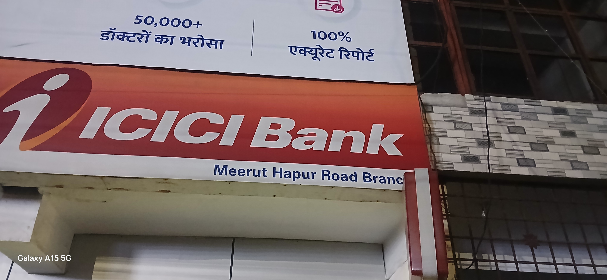 50,000+
डॉक्टरों का भरोसा
100%
एक्यूरेट रिपोर्ट
ICICI Bank
Meerut Hapur Road Branc
Galaxy A15 5G